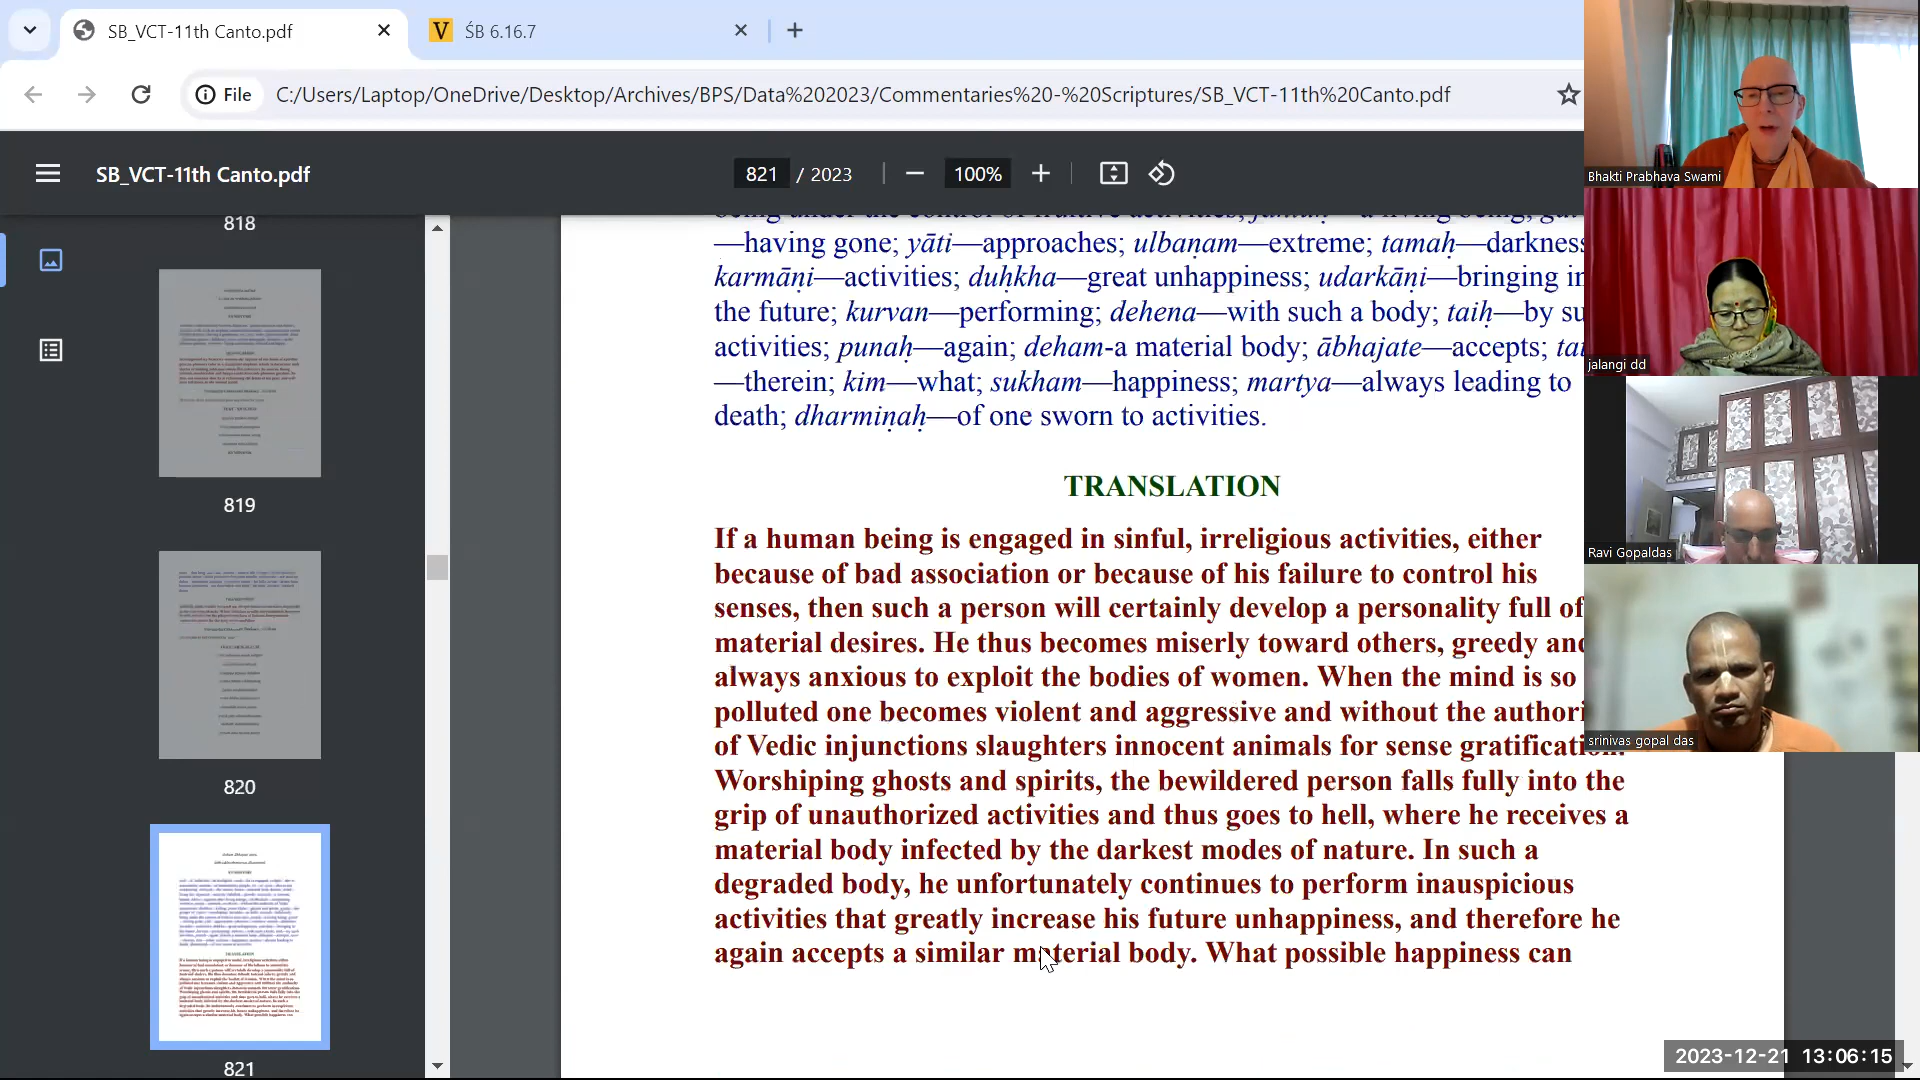 SB_VCT-11th Canto.pdf
ŚB 6.16.7
File
C:/Users/Laptop/OneDrive/Desktop/Archives/BPS/Data%202023/Commentaries%20-%20Scriptures/SB_VCT-11th%20Canto.pdf
SB_VCT-11th Canto.pdf
821 / 2023
100%
818
819
820
821
being under the control of fruitive activities; jantuḥ—a living being;
—having gone; yāti—approaches; ulbaṇam—extreme; tamaḥ—darkness
karmāṇi—activities; duḥkha—great unhappiness; udarkāṇi—bringing in
the future; kurvan—performing; dehena—with such a body; taiḥ—by su
activities; punaḥ—again; deham-a material body; ābhajate—accepts;
—therein; kim—what; sukham—happiness; martya—always leading to
death; dharmiṇaḥ—of one sworn to activities.
TRANSLATION
If a human being is engaged in sinful, irreligious activities, either
because of bad association or because of his failure to control his
senses, then such a person will certainly develop a personality full of
material desires. He thus becomes miserly toward others, greedy and
always anxious to exploit the bodies of women. When the mind is so
polluted one becomes violent and aggressive and without the authori
of Vedic injunctions slaughters innocent animals for sense gratification.
Worshiping ghosts and spirits, the bewildered person falls fully into the
grip of unauthorized activities and thus goes to hell, where he receives a
material body infected by the darkest modes of nature. In such a
degraded body, he unfortunately continues to perform inauspicious
activities that greatly increase his future unhappiness, and therefore he
again accepts a similar material body. What possible happiness can
Bhakti Prabhava Swami
jalangi dd
Ravi Gopaldas
srinivas gopal das
2023-12-21 13:06:15